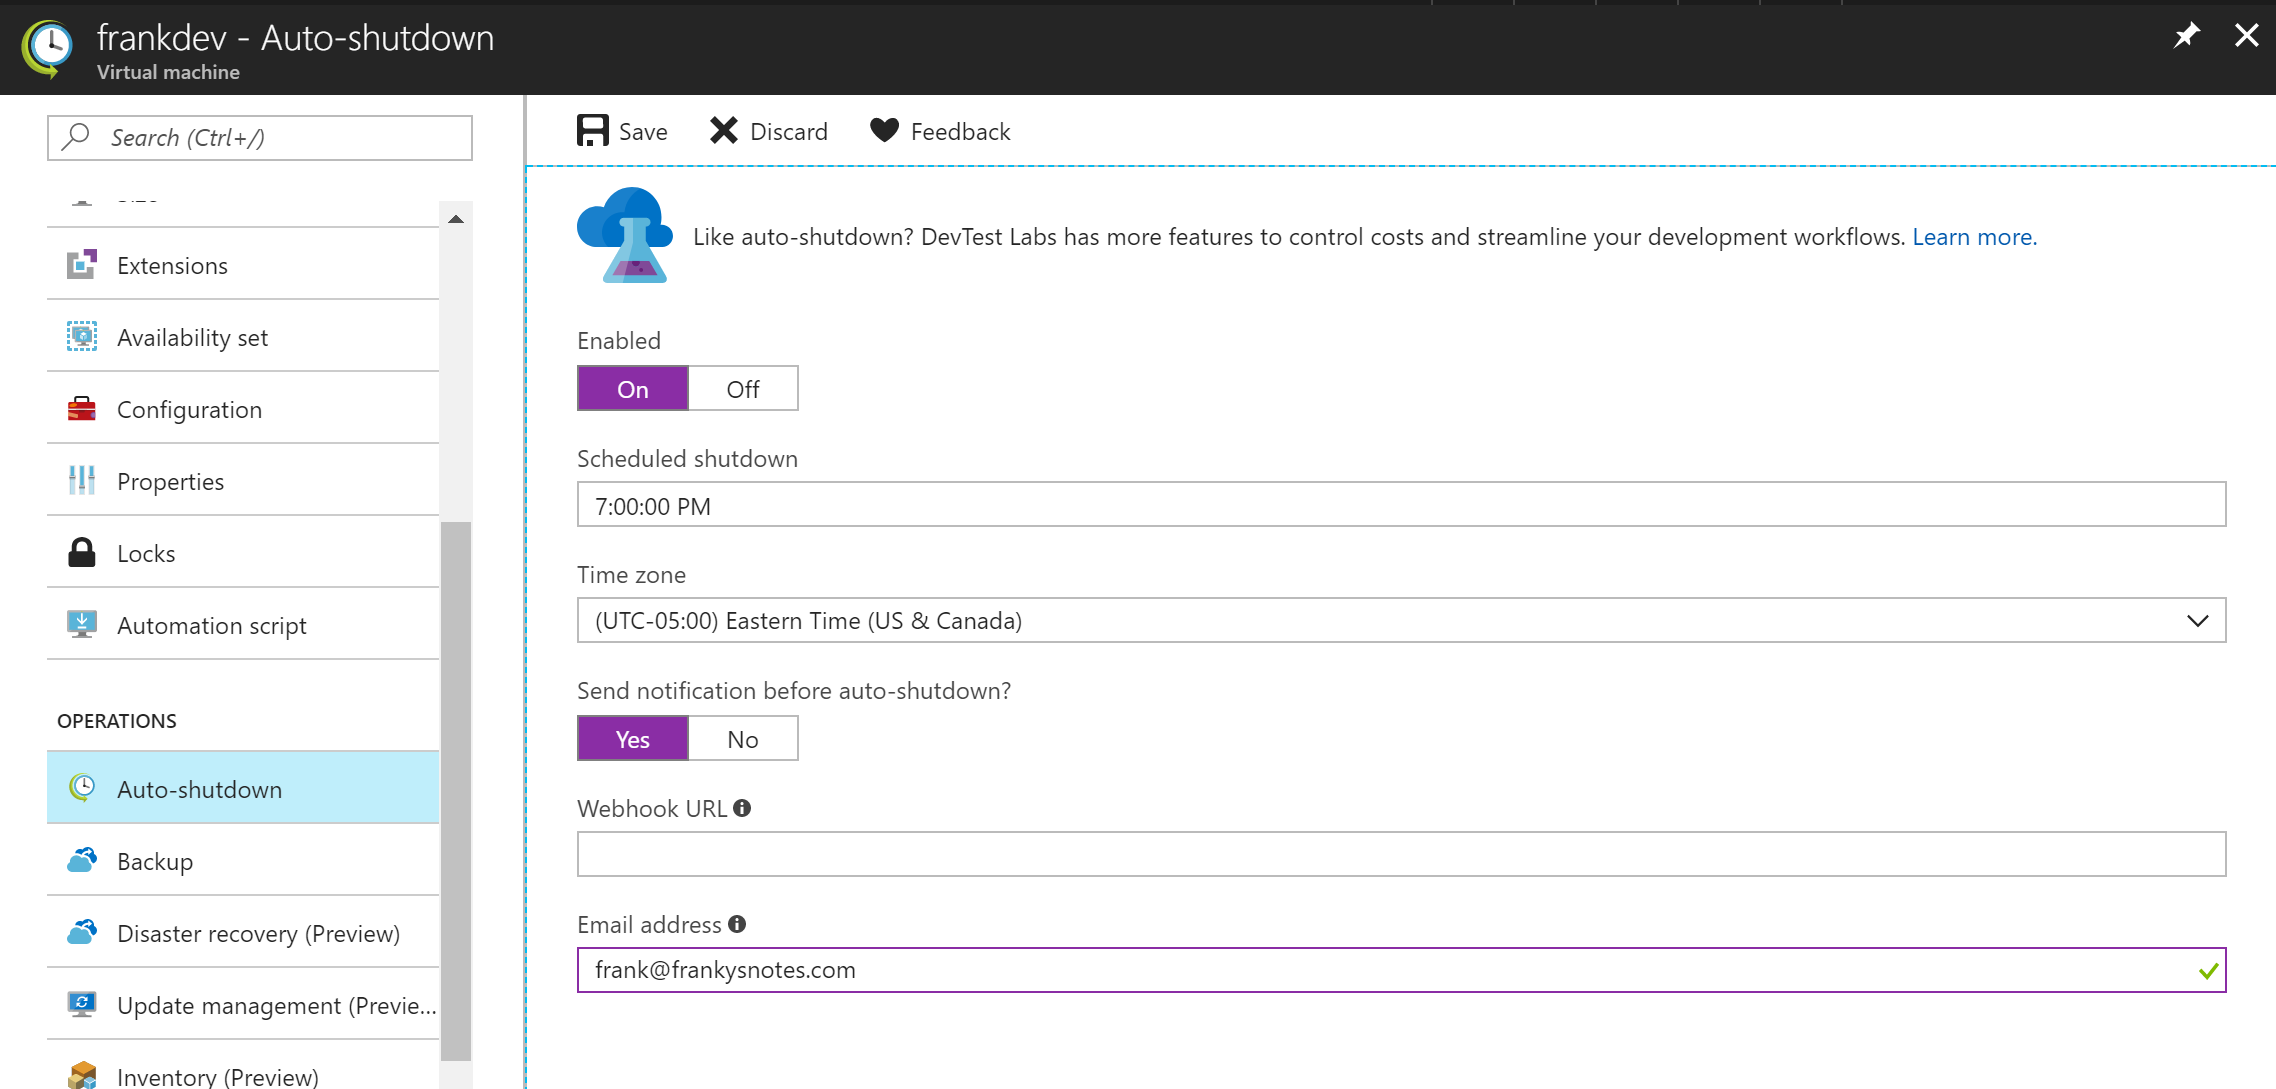 frankdev - Auto-shutdown
Virtual machine
Search (Ctrl+/)
Extensions
Availability set
Configuration
Properties
Locks
Automation script
OPERATIONS
Auto-shutdown
Backup
Disaster recovery (Preview)
Update management (Previe...
Inventory (Preview)
Save Discard Feedback
Like auto-shutdown? DevTest Labs has more features to control costs and streamline your development workflows. Learn more.
Enabled
On Off
Scheduled shutdown
7:00:00 PM
Time zone
(UTC-05:00) Eastern Time (US & Canada)
Send notification before auto-shutdown?
Yes No
Webhook URL
Email address
frank@frankysnotes.com